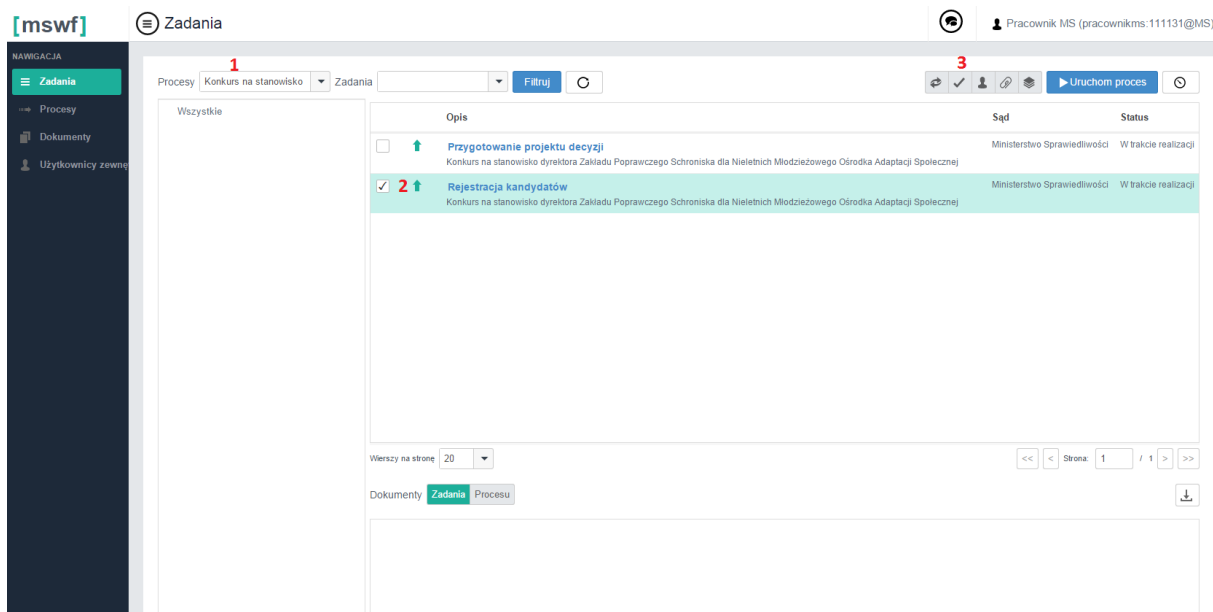 [mswf]
Zadania
Pracownik MS (pracownikms:111131@MS)
NAWIGACJA
Zadania
Procesy
Dokumenty
Użytkownicy zewnę
1
3
Procesy Konkurs na stanowisko Zadania Filtruj Uruchom proces
Wszystkie
Opis Sąd Status
Przygotowanie projektu decyzji Ministerstwo Sprawiedliwości W trakcie realizacji
Konkurs na stanowisko dyrektora Zakładu Poprawczego Schroniska dla Nieletnich Młodzieżowego Ośrodka Adaptacji Społecznej
2 Rejestracja kandydatów Ministerstwo Sprawiedliwości W trakcie realizacji
Konkurs na stanowisko dyrektora Zakładu Poprawczego Schroniska dla Nieletnich Młodzieżowego Ośrodka Adaptacji Społecznej
Wierszy na stronę 20 << < Strona: 1 / 1 > >>
Dokumenty Zadania Procesu